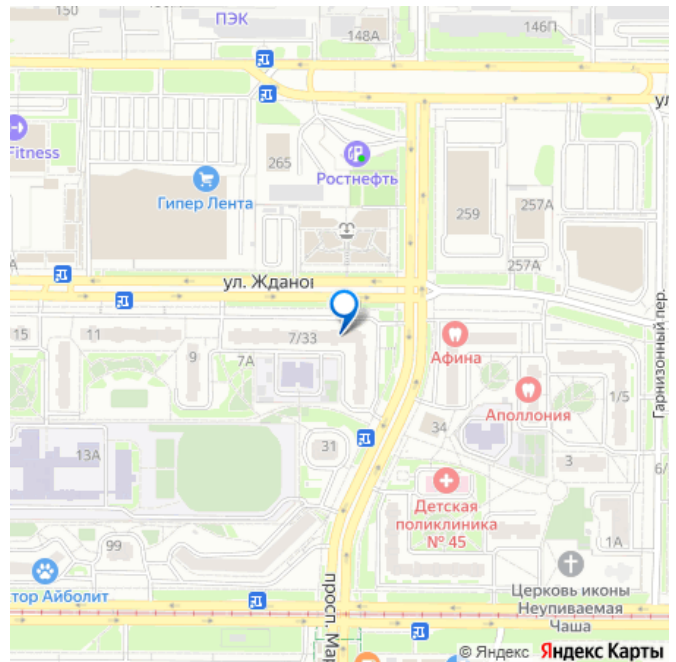 150
ПЭК
148А
146П
ул
Fitness
265
Ростнефть
Гипер Лента
259
257А
257А
А
ул. Жданов
15
11
7/33
9
7А
Афина
Гарнизонный пер.
Аполлония
1/5
34
31
13А
3
6/
Детская
поликлиника
№ 45
99
1А
тор Айболит
Церковь иконы
Неупиваемая
Чаша
просп. Мар
© Яндекс Яндекс Карты